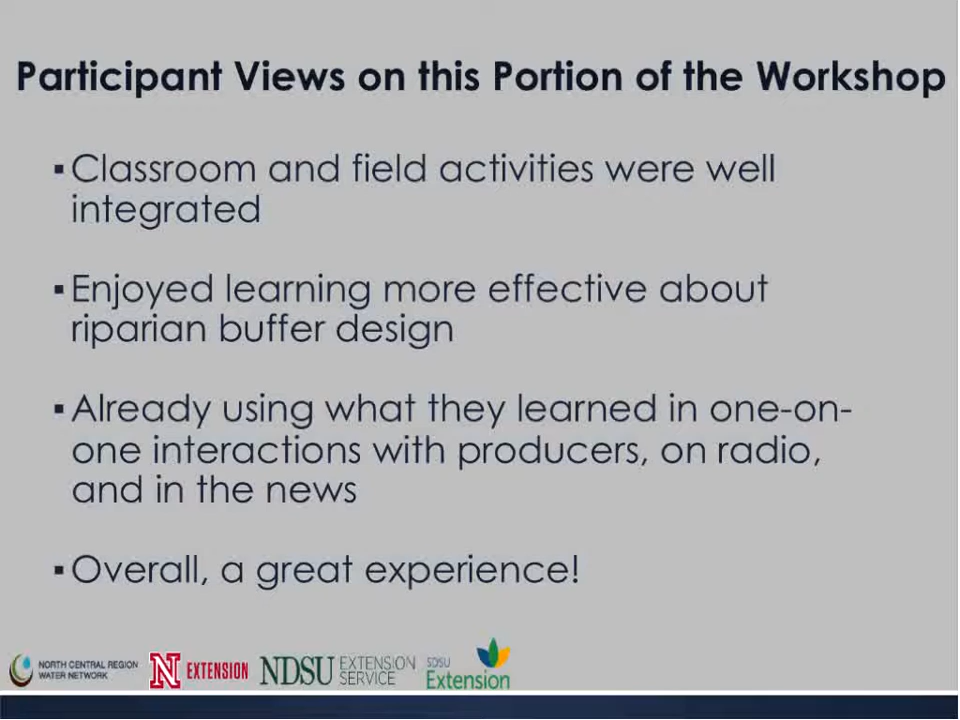 Participant Views on this Portion of the Workshop
▪Classroom and field activities were well
integrated
▪Enjoyed learning more effective about
riparian buffer design
▪Already using what they learned in one-on-
one interactions with producers, on radio,
and in the news
▪Overall, a great experience!
NORTH CENTRAL REGION
WATER NETWORK
N EXTENSION
NDSU EXTENSION
SERVICE
SDSU
Extension